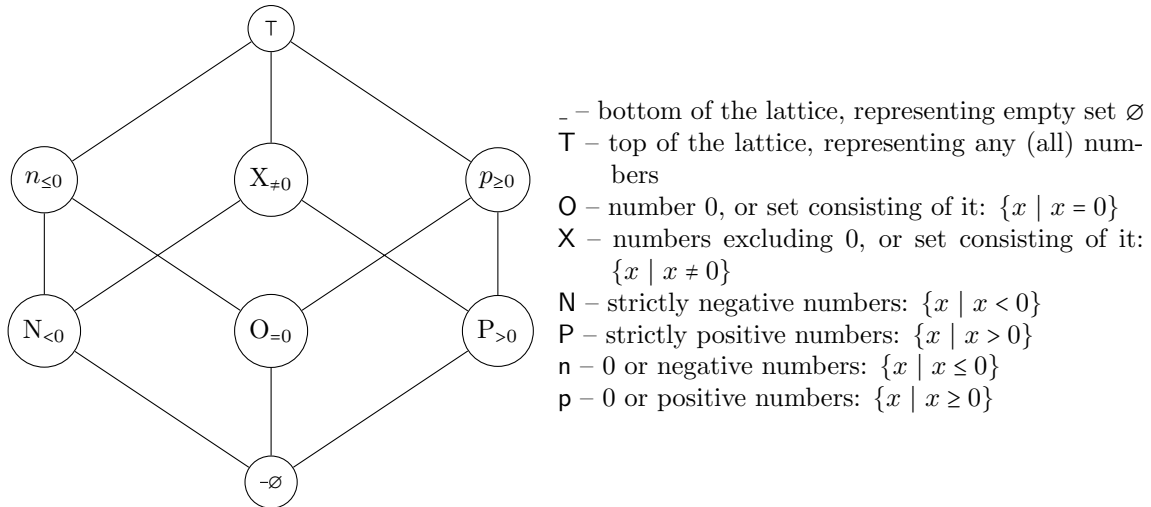 ⊤
n≤0
X≠0
p≥0
N<0
O=0
P>0
–∅
_ – bottom of the lattice, representing empty set ∅
T – top of the lattice, representing any (all) num-
bers
O – number 0, or set consisting of it: {x | x = 0}
X – numbers excluding 0, or set consisting of it:
{x | x ≠ 0}
N – strictly negative numbers: {x | x < 0}
P – strictly positive numbers: {x | x > 0}
n – 0 or negative numbers: {x | x ≤ 0}
p – 0 or positive numbers: {x | x ≥ 0}